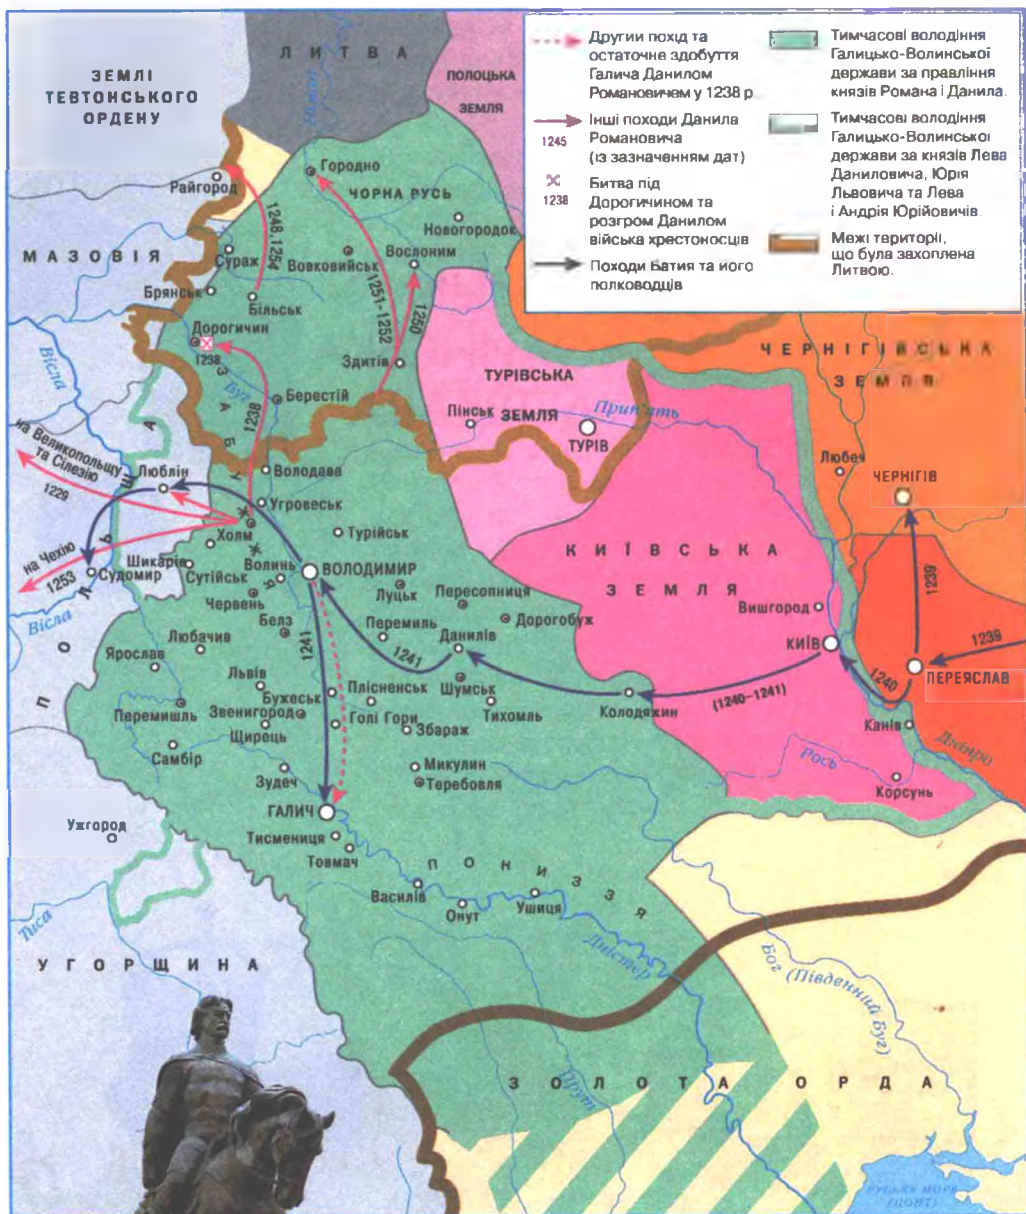 Другий похід та
остаточне здобуття
Галича Данилом
Романовичем у 1238 р
1245
Інші походи Данила
Романовича
(із зазначенням дат)
1238
Битва під
Дорогичином та
розгром Данилом
війська хрестоносців
Походи Батия та його
полководців
Тимчасові володіння
Галицько-Волинської
держави за правління
князів Романа і Данила.
Тимчасові володіння
Галицько-Волинської
держави за князів Лева
Даниловича, Юрія
Львовича та Лева
і Андрія Юрійовичів.
Межі території,
що була захоплена
Литвою.
ЗЕМЛІ
ТЕВТОНСЬКОГО
ОРДЕНУ
ЛИТВА
ПОЛОЦЬКА
ЗЕМЛЯ
Райгород
Городно
ЧОРНА РУСЬ
Новогородок
МАЗОВІЯ
Сураж
1248, 1254
Вовковийськ
Вослоним
Брянськ
Більськ
1251-1252
1250
Дорогичин
1238
Здитів
Вісла
Буг
Берестій
1238
ЗАБУЖЖЯ
ТУРІВСЬКА
ЗЕМЛЯ
Пінськ
ТУРІВ
Прип'ять
ЧЕРНІГІВСЬКА
ЗЕМЛЯ
Любеч
ЧЕРНІГІВ
на Великопольщу
та Сілезію
1229
Люблін
Володава
Угровеськ
Холм
Турійськ
на Чехію
1253
Судомир
Шикарів
Сутійськ
Волинь
ВОЛОДИМИР
Луцьк
Пересопниця
Дорогобуж
Червень
Белз
Перемиль
Данилів
КИЇВСЬКА
ЗЕМЛЯ
Вишгород
КИЇВ
1239
1239
ПЕРЕЯСЛАВ
1240
Вісла
ПОЛЬЩА
Любачив
Ярослав
1241
1241
Шумськ
Львів
Бужеськ
Плісненськ
Тихомль
Колодяжин
(1240–1241)
Канів
Дніпро
Перемишль
Звенигород
Щирець
Голі Гори
Збараж
Самбір
Зудеч
Микулин
Теребовля
Рось
Корсунь
ГАЛИЧ
Ужгород
Тисмениця
Товмач
ПОНИЗЗЯ
Василів
Онут
Ушиця
Тиса
Дністер
Бог (Південний Буг)
УГОРЩИНА
Прут
ЗОЛОТА ОРДА
РУСЬКЕ МОРЕ
(ПОНТ)